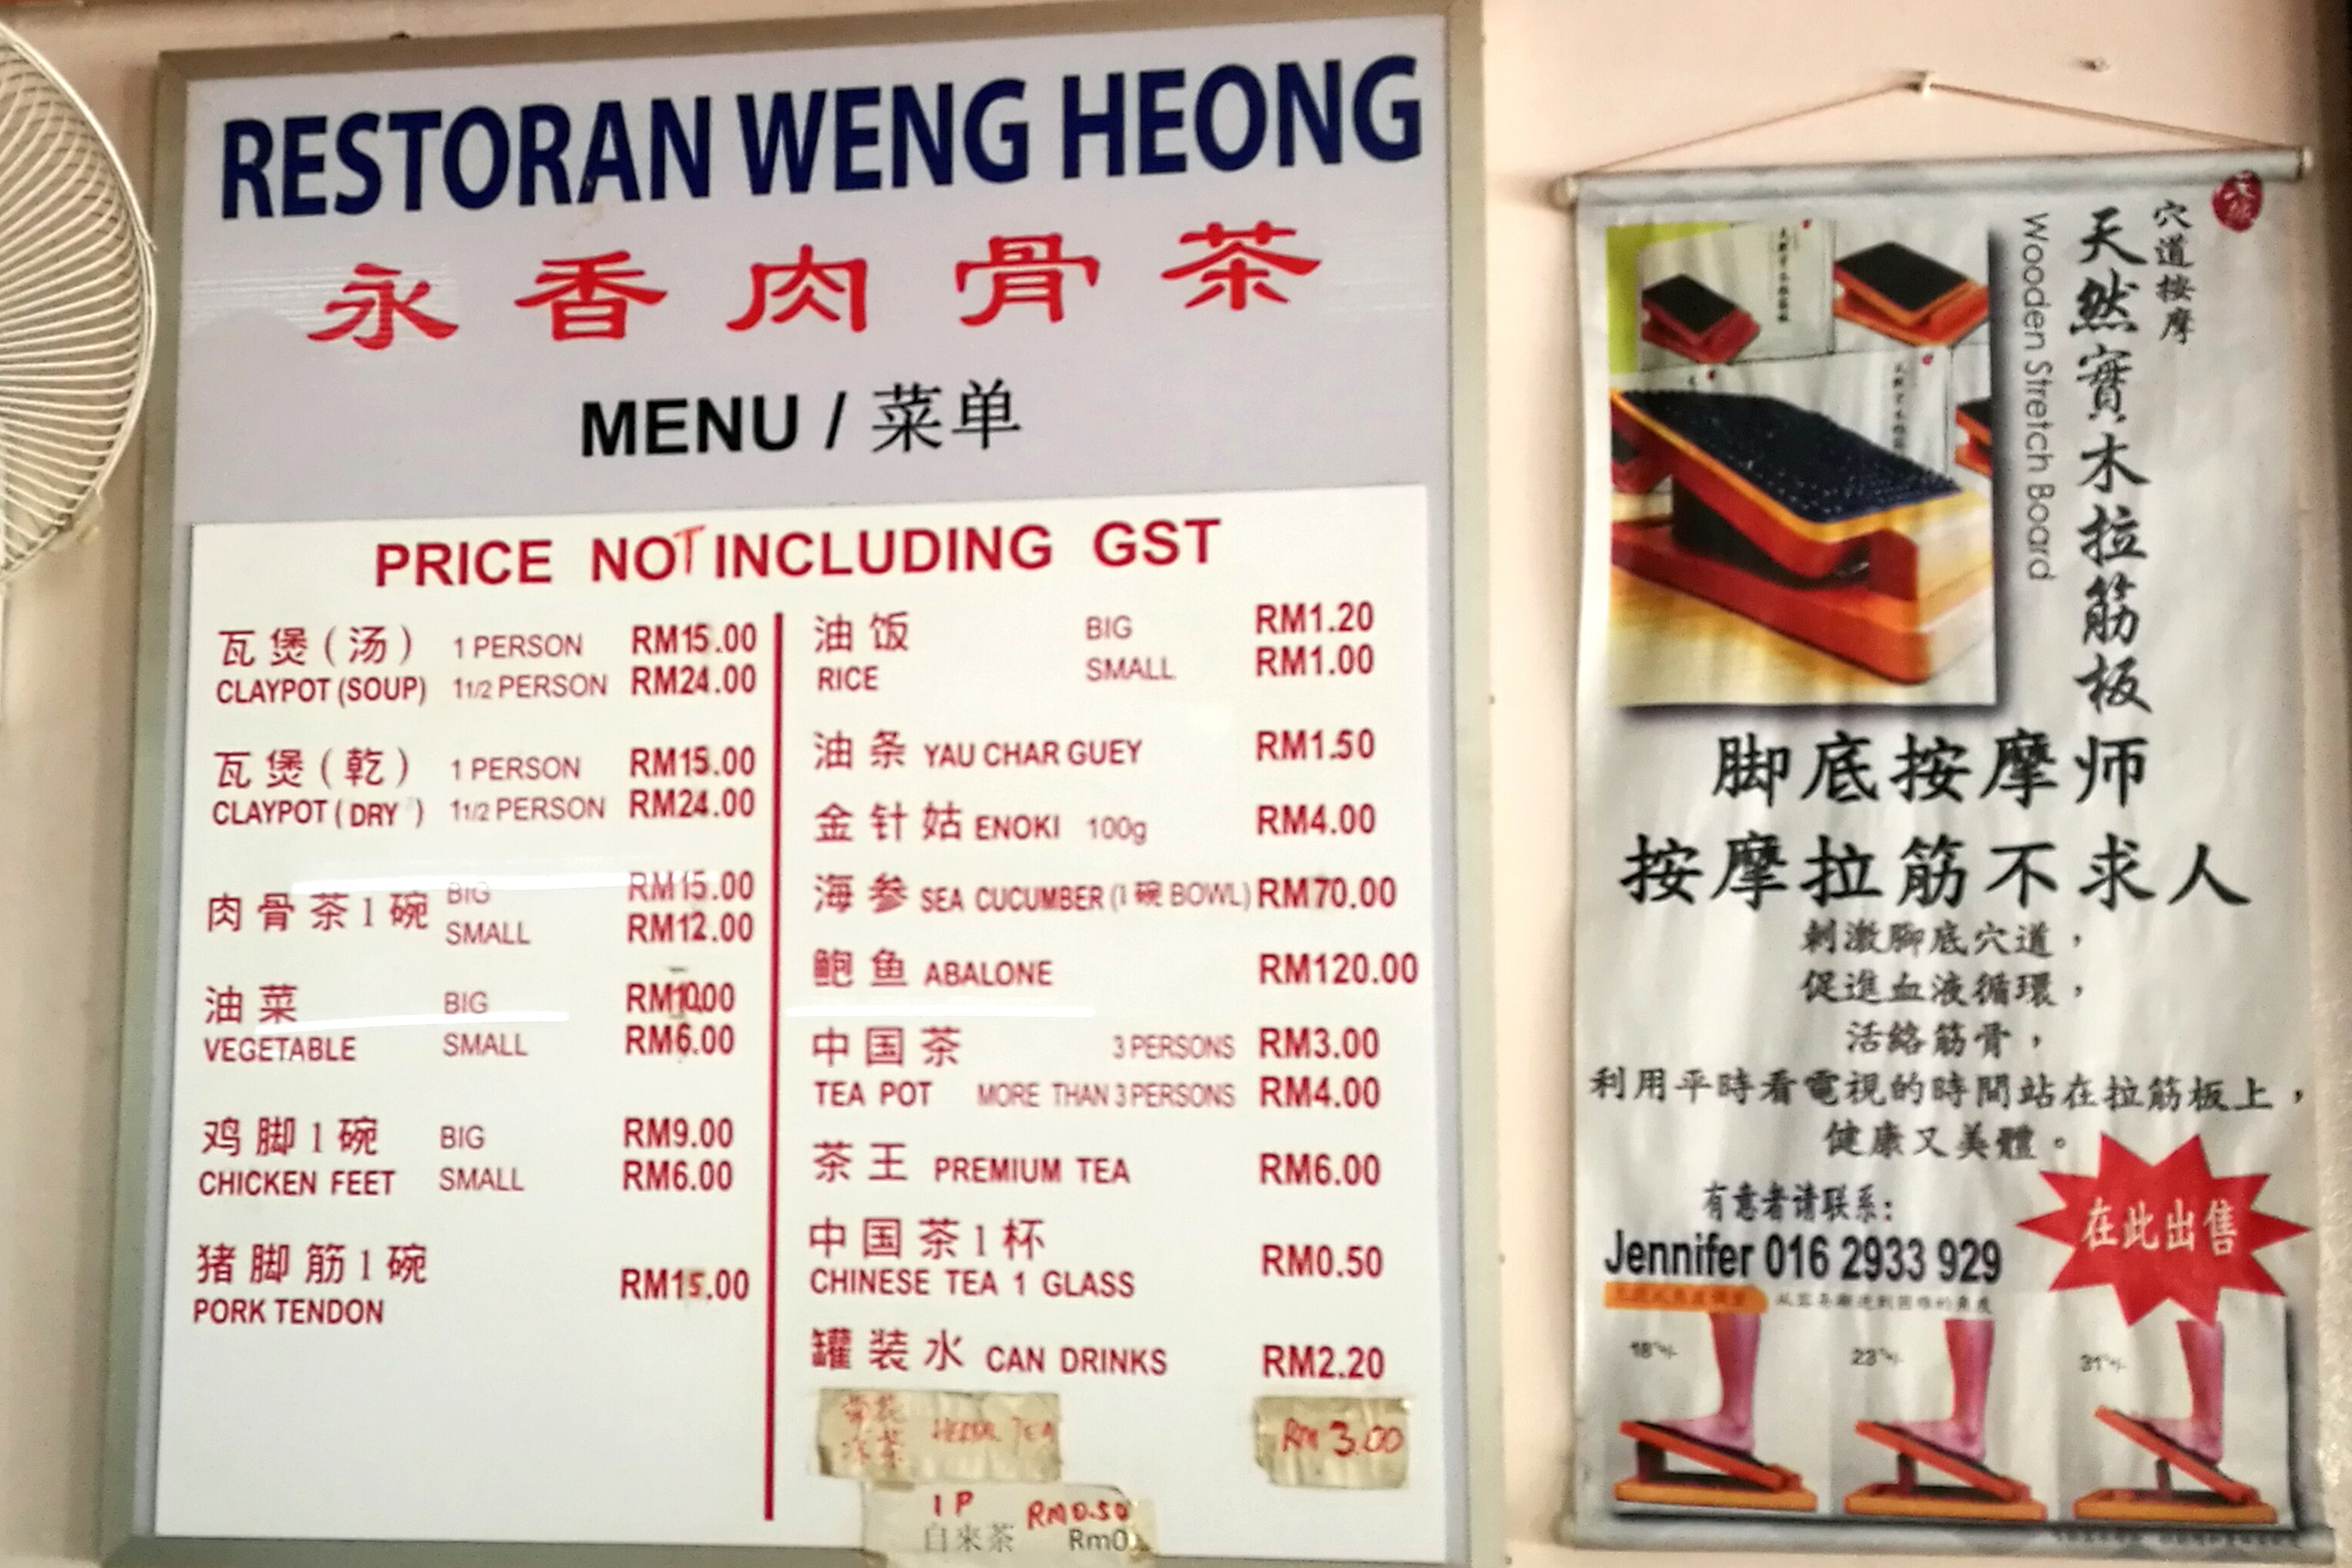 RESTORAN WENG HEONG
永香肉骨茶
MENU / 菜单
PRICE NOT INCLUDING GST
瓦煲(汤) 1 PERSON RM15.00
CLAYPOT (SOUP) 11/2 PERSON RM24.00
瓦煲(乾) 1 PERSON RM15.00
CLAYPOT (DRY) 11/2 PERSON RM24.00
肉骨茶1碗 BIG RM15.00
SMALL RM12.00
油菜 BIG RM10.00
VEGETABLE SMALL RM6.00
鸡脚1碗 BIG RM9.00
CHICKEN FEET SMALL RM6.00
猪脚筋1碗 RM15.00
PORK TENDON
油饭 BIG RM1.20
RICE SMALL RM1.00
油条 YAU CHAR GUEY RM1.50
金针菇 ENOKI 100g RM4.00
海参 SEA CUCUMBER (1碗 BOWL) RM70.00
鲍鱼 ABALONE RM120.00
中国茶 3 PERSONS RM3.00
TEA POT MORE THAN 3 PERSONS RM4.00
茶王 PREMIUM TEA RM6.00
中国茶1杯 RM0.50
CHINESE TEA 1 GLASS
罐装水 CAN DRINKS RM2.20
HERBAL TEA RM 3.00
1P RM0.50
自來茶 Rm0
穴道按摩
天然實木拉筋板
Wooden Stretch Board
脚底按摩师
按摩拉筋不求人
刺激腳底穴道，
促進血液循環，
活絡筋骨，
利用平時看電視的時間站在拉筋板上，
健康又美體。
有意者请联系:
Jennifer 016 2933 929
在此出售
18°+/- 23°+/- 31°+/-